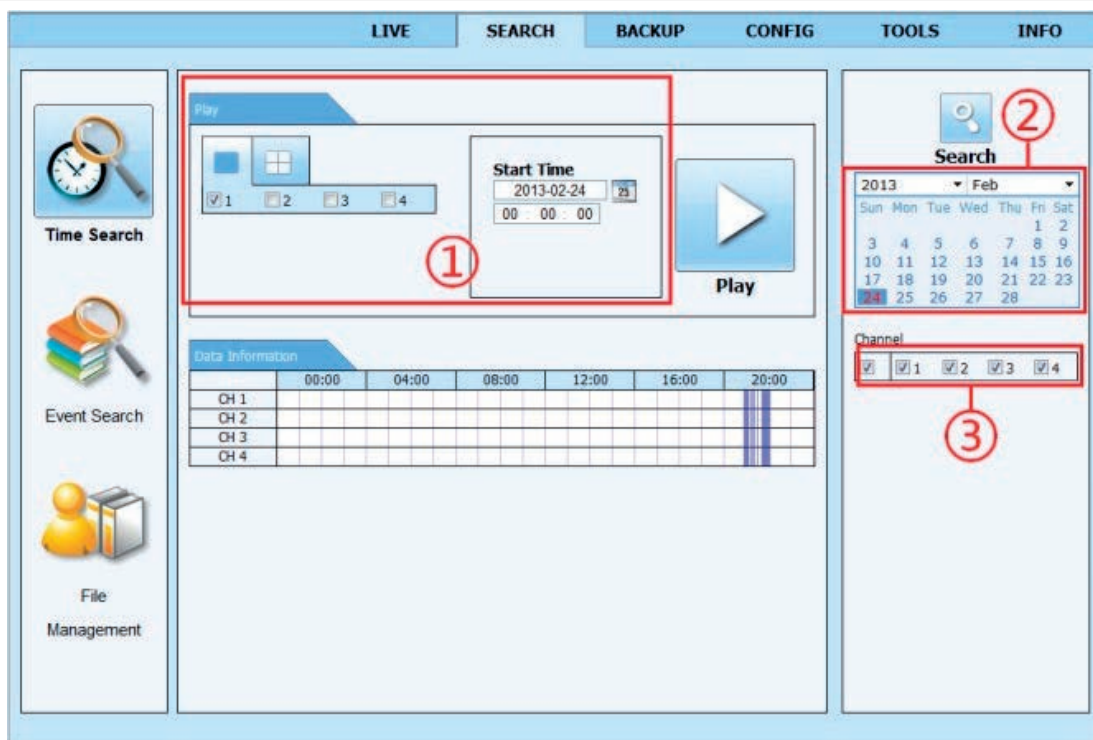 LIVE SEARCH BACKUP CONFIG TOOLS INFO
Time Search
Event Search
File
Management
Play
1 2 3 4
Start Time
2013-02-24 25
00 : 00 : 00
①
Play
Data Information
00:00 04:00 08:00 12:00 16:00 20:00
CH 1
CH 2
CH 3
CH 4
②
Search
2013 Feb
Sun Mon Tue Wed Thu Fri Sat
1 2
3 4 5 6 7 8 9
10 11 12 13 14 15 16
17 18 19 20 21 22 23
24 25 26 27 28
Channel
1 2 3 4
③